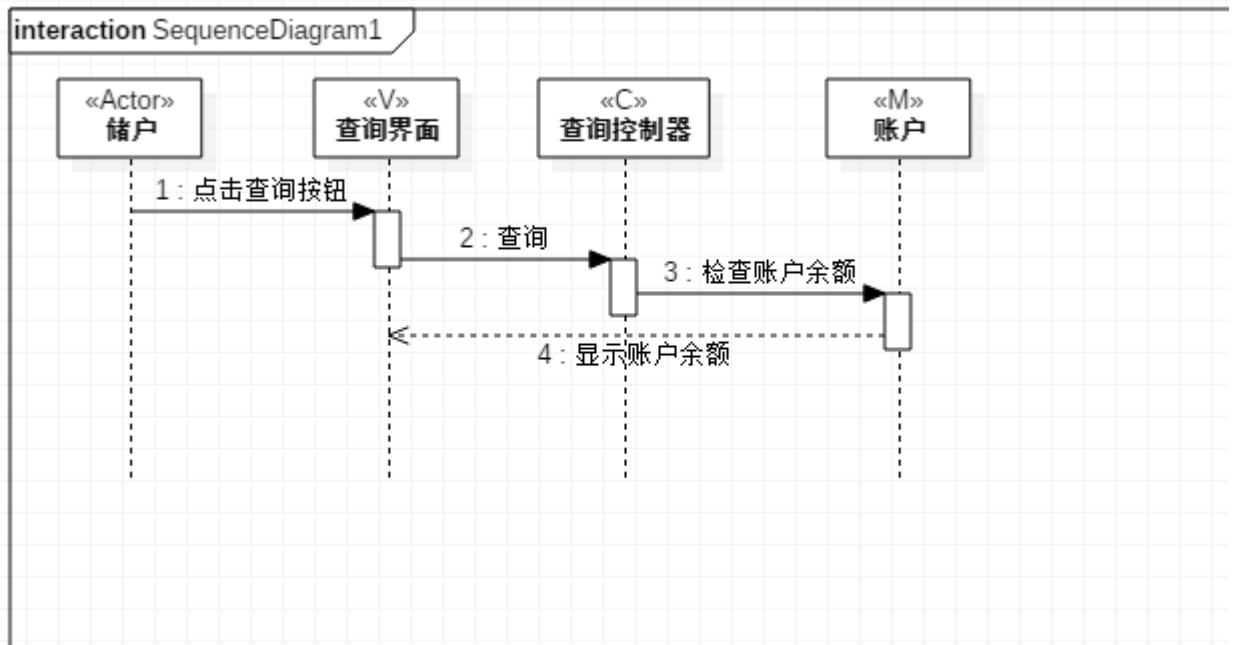 interaction SequenceDiagram1
«Actor»
储户
«V»
查询界面
«C»
查询控制器
«M»
账户
1 : 点击查询按钮
2 : 查询
3 : 检查账户余额
4 : 显示账户余额